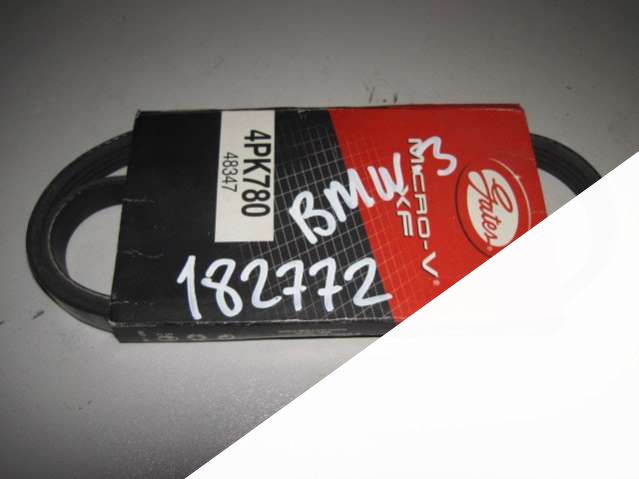 4PK780
48347
BMW 3
182772
MICRO-V®
XF
Gates®